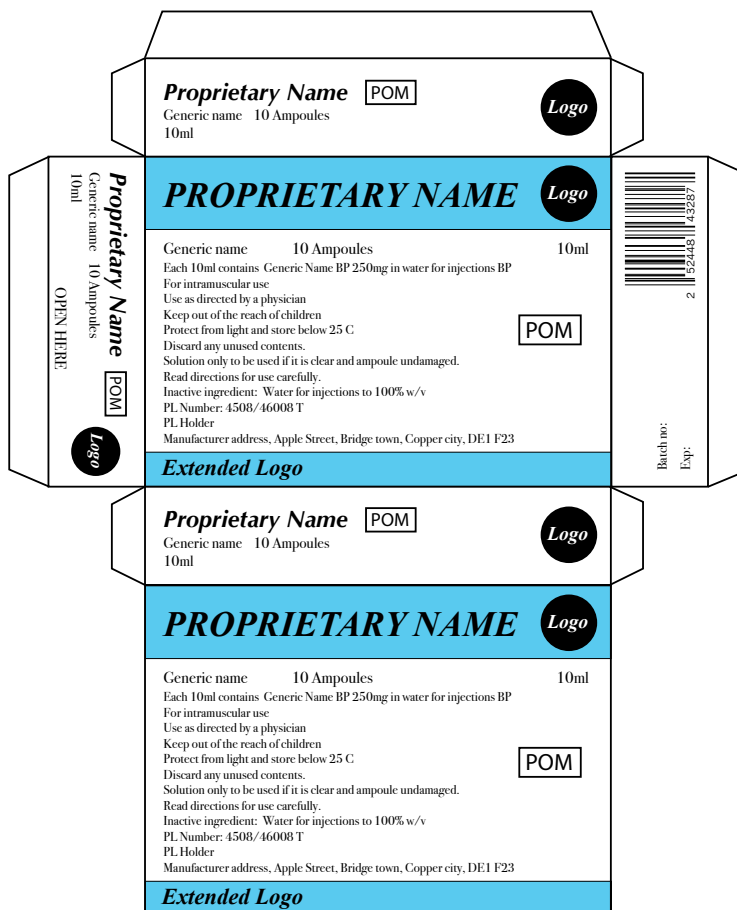 Proprietary Name POM
Generic name 10 Ampoules
10ml
Logo
Proprietary Name POM
Generic name 10 Ampoules
10ml
Logo
OPEN HERE
PROPRIETARY NAME Logo
Generic name 10 Ampoules 10ml
Each 10ml contains Generic Name BP 250mg in water for injections BP
For intramuscular use
Use as directed by a physician
Keep out of the reach of children
Protect from light and store below 25 C
POM
Discard any unused contents.
Solution only to be used if it is clear and ampoule undamaged.
Read directions for use carefully.
Inactive ingredient: Water for injections to 100% w/v
PL Number: 4508/46008 T
PL Holder
Manufacturer address, Apple Street, Bridge town, Copper city, DE1 F23
Extended Logo
2 52448 43287
Batch no:
Exp:
Proprietary Name POM
Generic name 10 Ampoules
10ml
Logo
PROPRIETARY NAME Logo
Generic name 10 Ampoules 10ml
Each 10ml contains Generic Name BP 250mg in water for injections BP
For intramuscular use
Use as directed by a physician
Keep out of the reach of children
Protect from light and store below 25 C
POM
Discard any unused contents.
Solution only to be used if it is clear and ampoule undamaged.
Read directions for use carefully.
Inactive ingredient: Water for injections to 100% w/v
PL Number: 4508/46008 T
PL Holder
Manufacturer address, Apple Street, Bridge town, Copper city, DE1 F23
Extended Logo